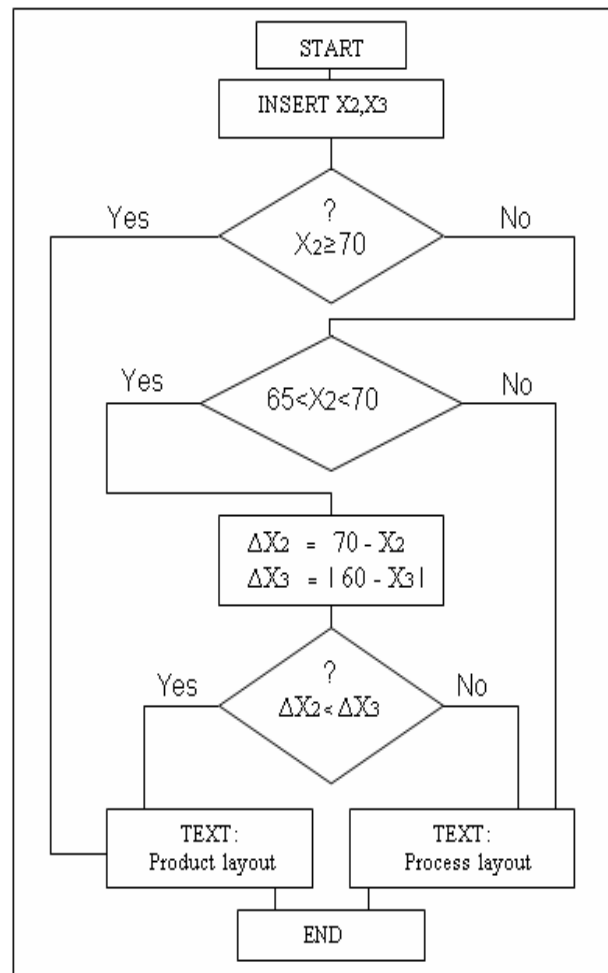 START
INSERT X2,X3
?
Yes
No
X2≥70
Yes
No
65<X2<70
ΔX2 = 70 - X2
ΔX3 = | 60 - X3 |
?
Yes
No
ΔX2< ΔX3
TEXT:
Product layout
TEXT:
Process layout
END